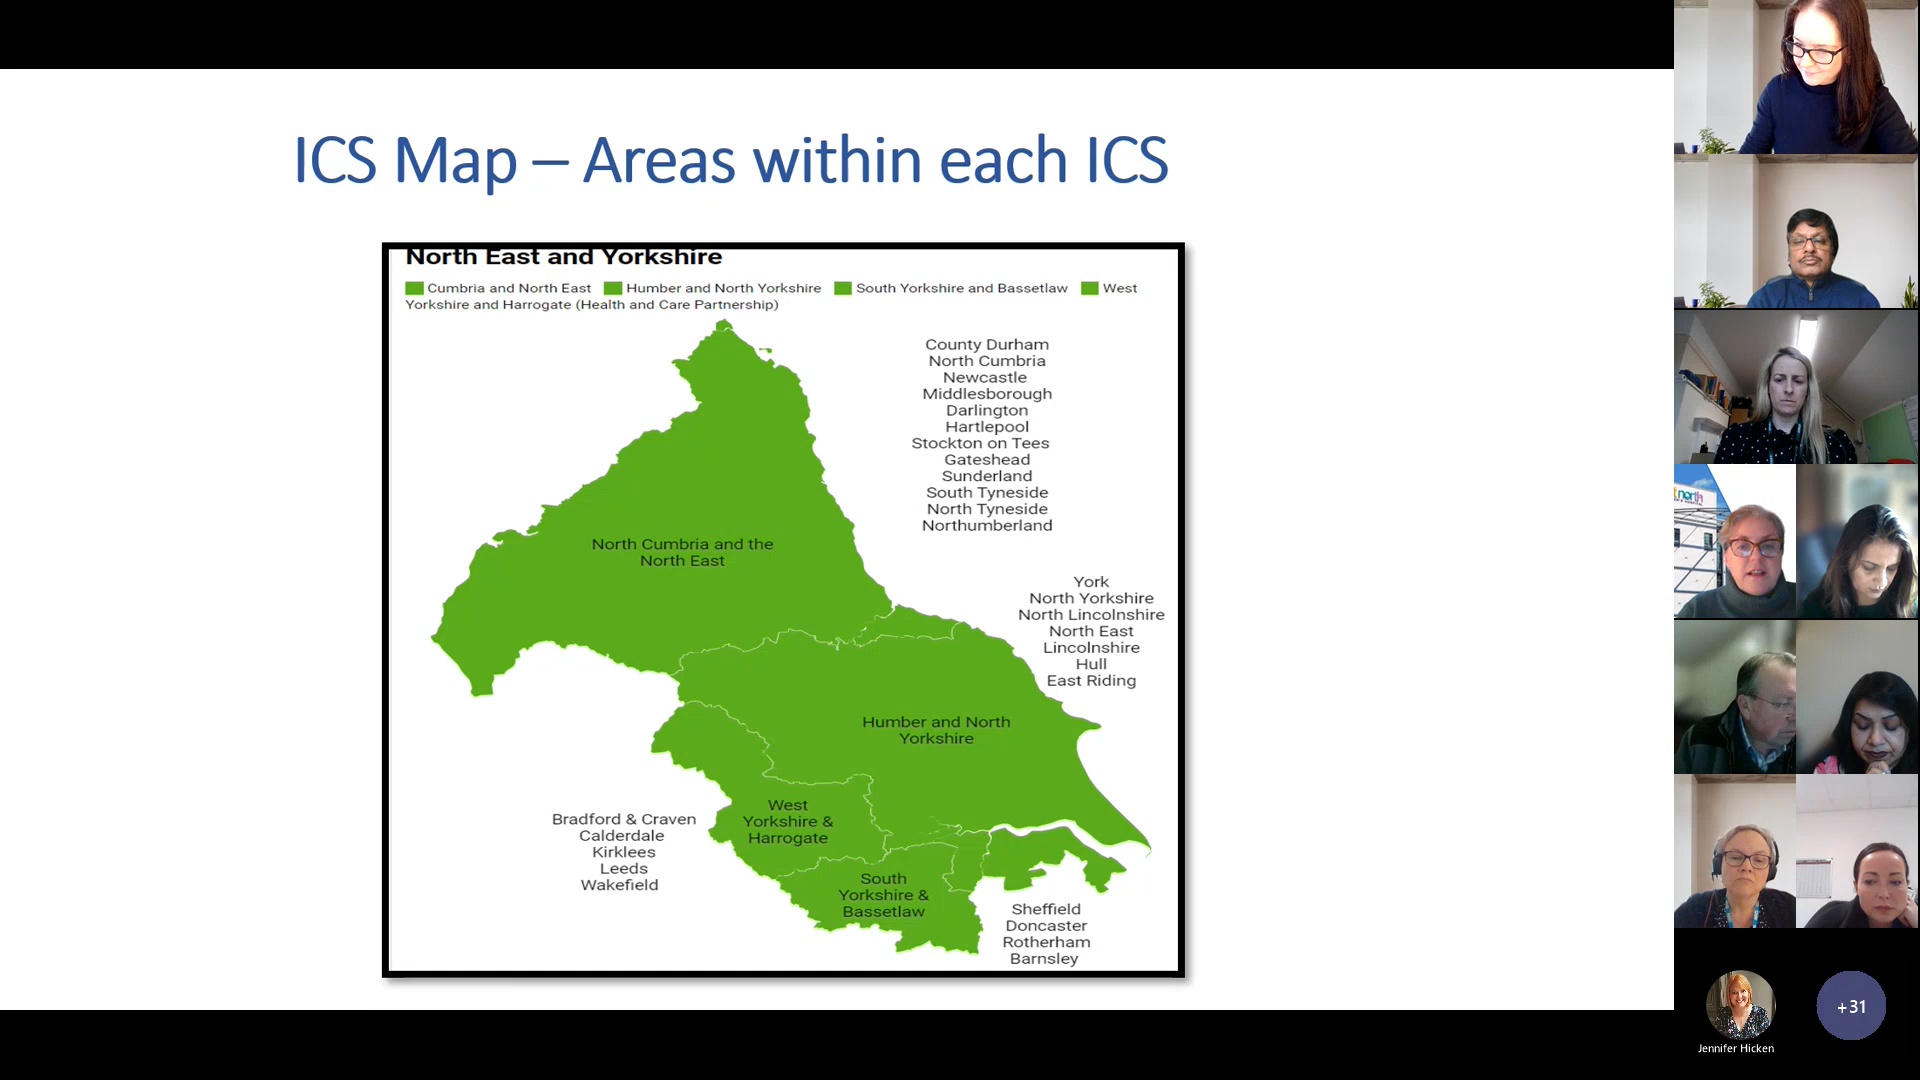 ICS Map – Areas within each ICS
North East and Yorkshire
Cumbria and North East Humber and North Yorkshire South Yorkshire and Bassetlaw West
Yorkshire and Harrogate (Health and Care Partnership)
County Durham
North Cumbria
Newcastle
Middlesborough
Darlington
Hartlepool
Stockton on Tees
Gateshead
Sunderland
South Tyneside
North Tyneside
Northumberland
North Cumbria and the
North East
York
North Yorkshire
North Lincolnshire
North East
Lincolnshire
Hull
East Riding
Humber and North
Yorkshire
West
Yorkshire &
Harrogate
Bradford & Craven
Calderdale
Kirklees
Leeds
Wakefield
South
Yorkshire &
Bassetlaw
Sheffield
Doncaster
Rotherham
Barnsley
north
+31
Jennifer Hicken